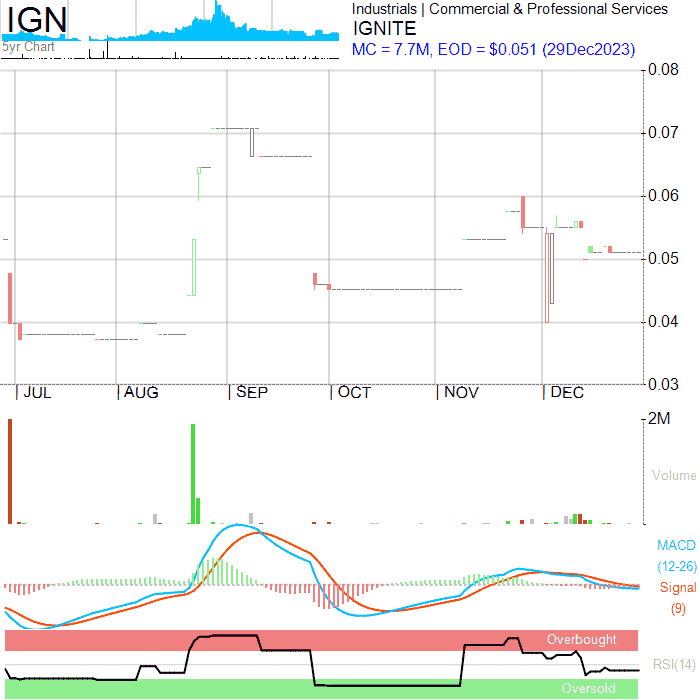 IGN
5yr Chart
Industrials | Commercial & Professional Services
IGNITE
MC = 7.7M, EOD = $0.051 (29Dec2023)
0.08
0.07
0.06
0.05
0.04
0.03
| JUL | AUG | SEP | OCT | NOV | DEC
2M
Volume
MACD
(12-26)
Signal
(9)
Overbought
RSI(14)
Oversold